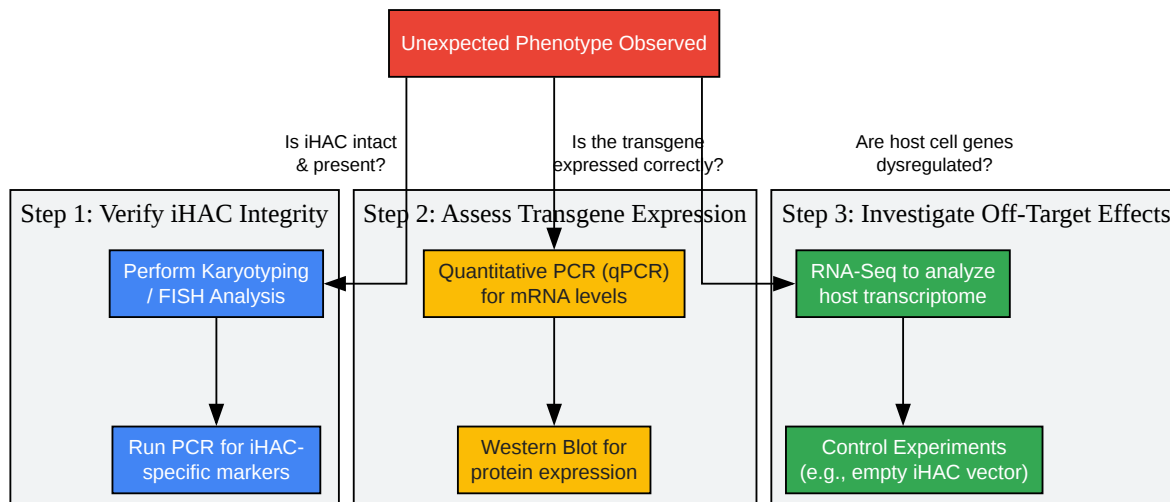 Unexpected Phenotype Observed
Is iHAC intact
& present?
Is the transgene
expressed correctly?
Are host cell genes
dysregulated?
Step 1: Verify iHAC Integrity
Perform Karyotyping
/ FISH Analysis
Run PCR for iHAC-
specific markers
Step 2: Assess Transgene Expression
Quantitative PCR (qPCR)
for mRNA levels
Western Blot for
protein expression
Step 3: Investigate Off-Target Effects
RNA-Seq to analyze
host transcriptome
Control Experiments
(e.g., empty iHAC vector)